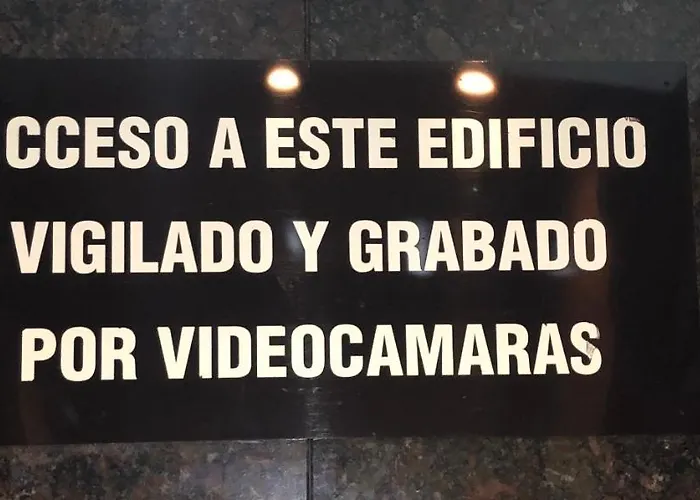 CCESO A ESTE EDIFICIO
VIGILADO Y GRABADO
POR VIDEOCAMARAS